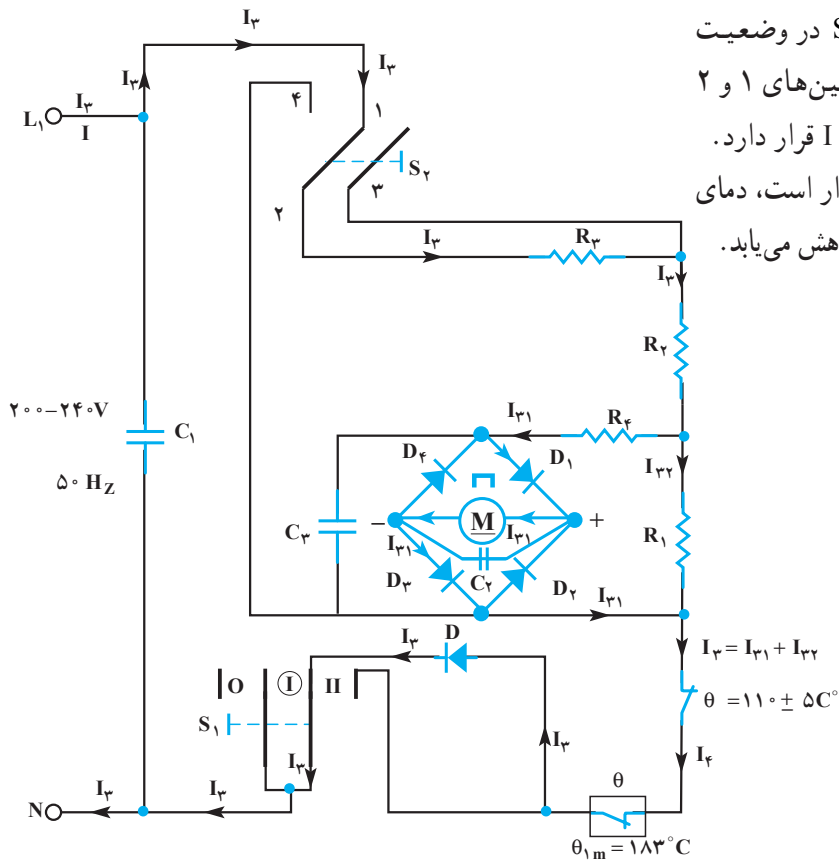 S در وضعیت
ین‌های ۱ و ۲
I قرار دارد.
ار است، دمای
هش می‌یابد.
I۳
I۳
I۳
L۱
I۳
I
۴
۱
S۲
۲
۳
I۳
R۳
I۳
R۲
۲۰۰-۲۴۰V
C۱
۵۰ HZ
I۳۱
R۴
I۳۲
D۴
D۱
C۳
−
M
+
I۳۱
I۳۱
R۱
D۳
C۲
D۲
I۳۱
I۳
D
I۳ = I۳۱ + I۳۲
O
I
II
θ = ۱۱۰ ± ۵C°
S۱
I۳
I۳
I۴
N
I۳
I۳
θ
θ۱m = ۱۸۳°C